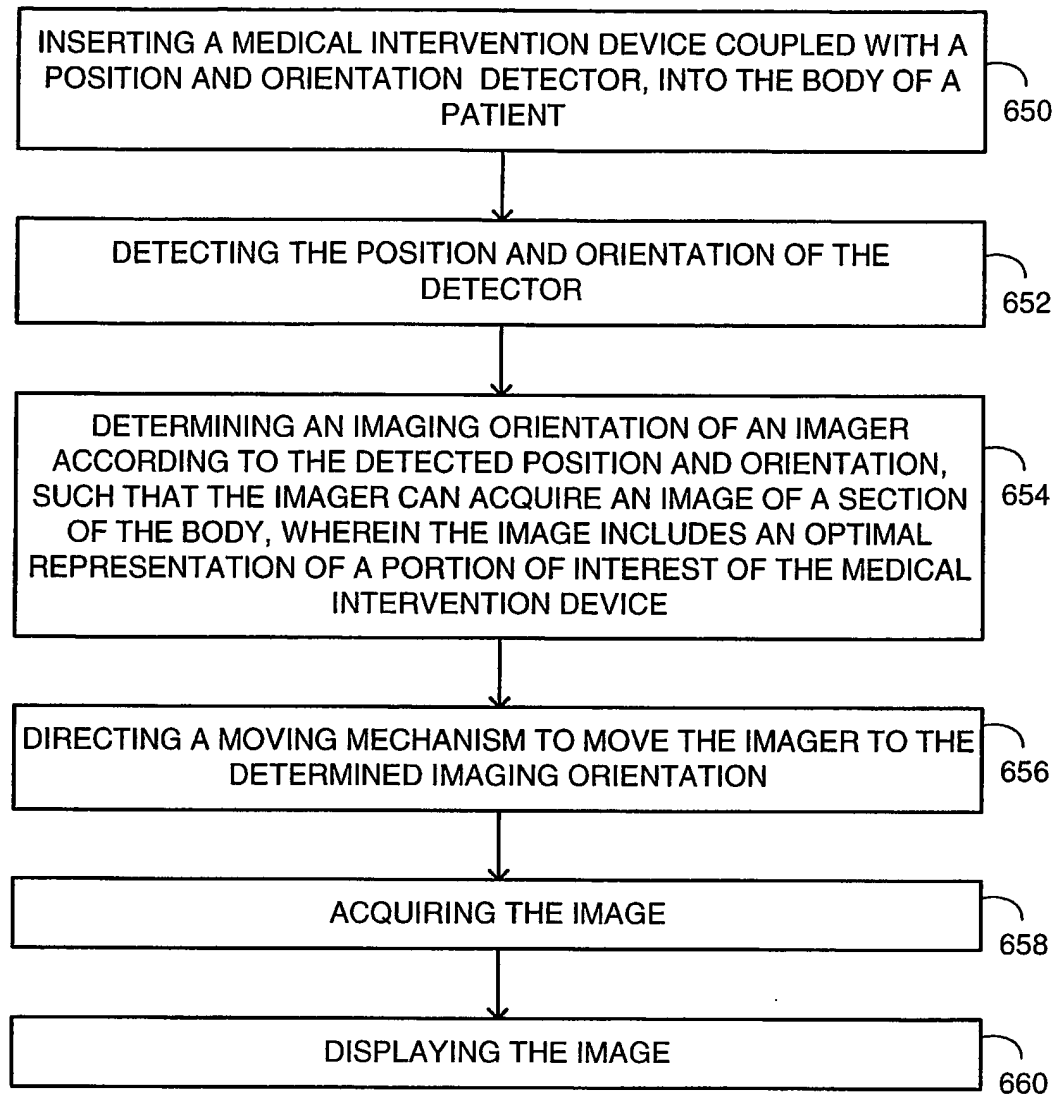 INSERTING A MEDICAL INTERVENTION DEVICE COUPLED WITH A
POSITION AND ORIENTATION DETECTOR, INTO THE BODY OF A
PATIENT
650
DETECTING THE POSITION AND ORIENTATION OF THE
DETECTOR
652
DETERMINING AN IMAGING ORIENTATION OF AN IMAGER
ACCORDING TO THE DETECTED POSITION AND ORIENTATION,
SUCH THAT THE IMAGER CAN ACQUIRE AN IMAGE OF A SECTION
OF THE BODY, WHEREIN THE IMAGE INCLUDES AN OPTIMAL
REPRESENTATION OF A PORTION OF INTEREST OF THE MEDICAL
INTERVENTION DEVICE
654
DIRECTING A MOVING MECHANISM TO MOVE THE IMAGER TO THE
DETERMINED IMAGING ORIENTATION
656
ACQUIRING THE IMAGE
658
DISPLAYING THE IMAGE
660